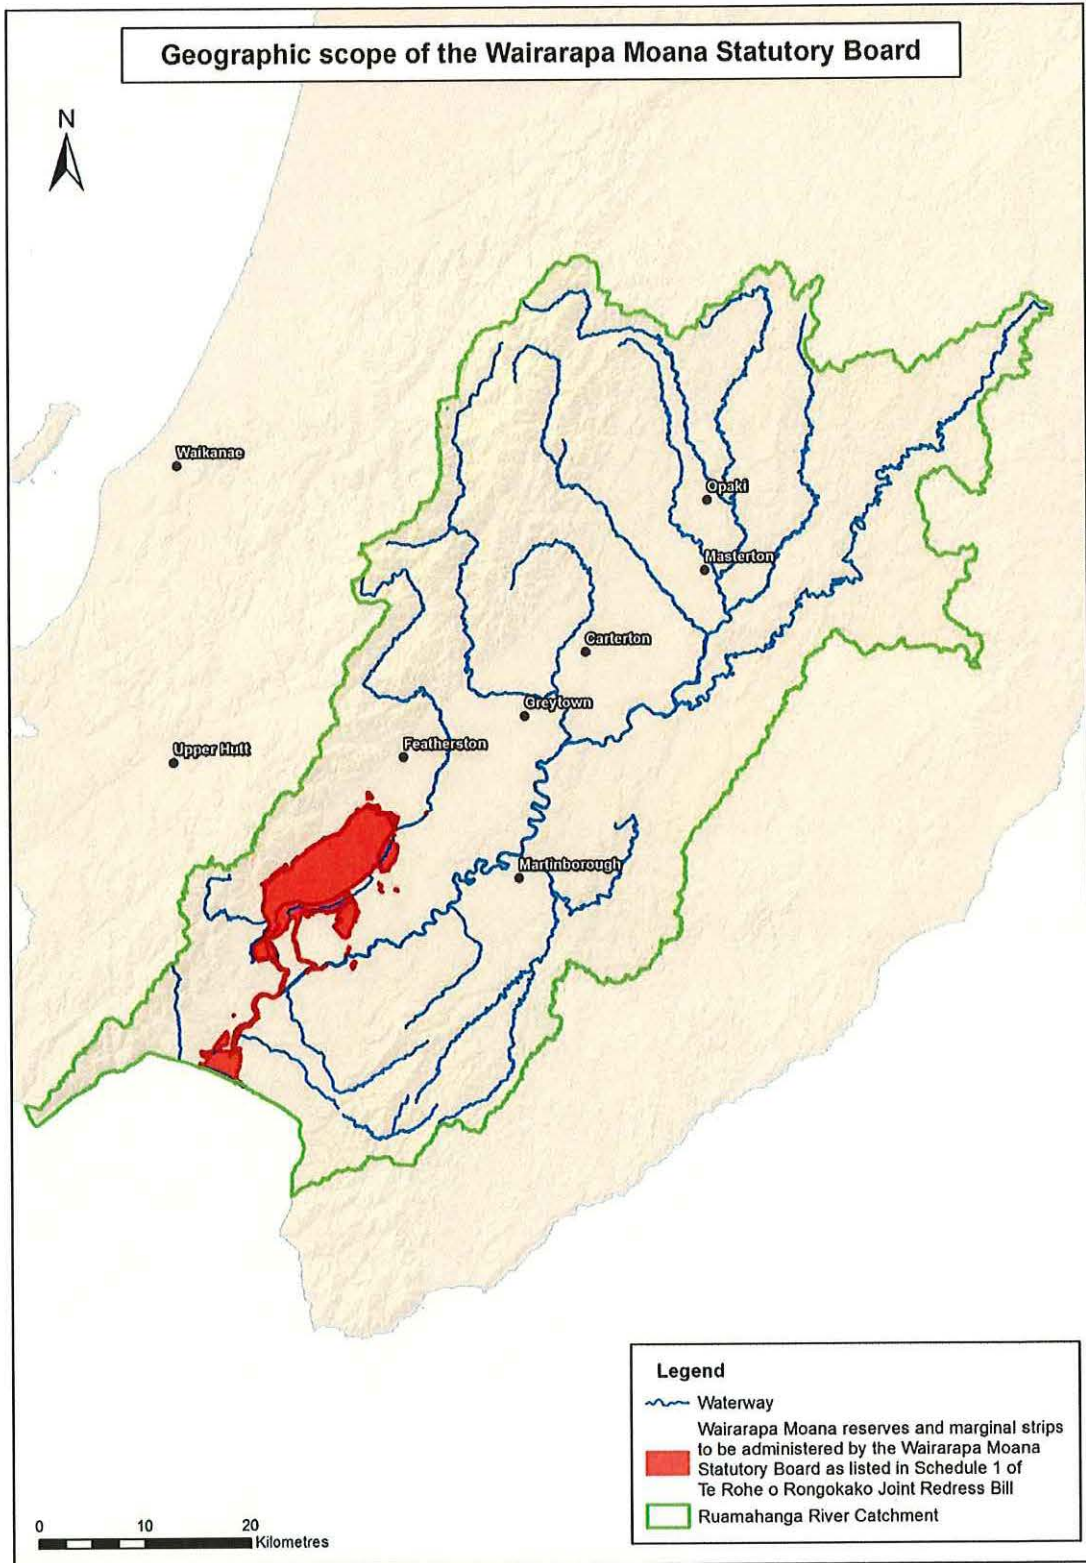 Geographic scope of the Wairarapa Moana Statutory Board
N
Waikanae
Opaki
Masterton
Carterton
Greytown
Featherston
Upper Hutt
Martinborough
Legend
Waterway
Wairarapa Moana reserves and marginal strips
to be administered by the Wairarapa Moana
Statutory Board as listed in Schedule 1 of
Te Rohe o Rongokako Joint Redress Bill
Ruamahanga River Catchment
0 10 20
Kilometres